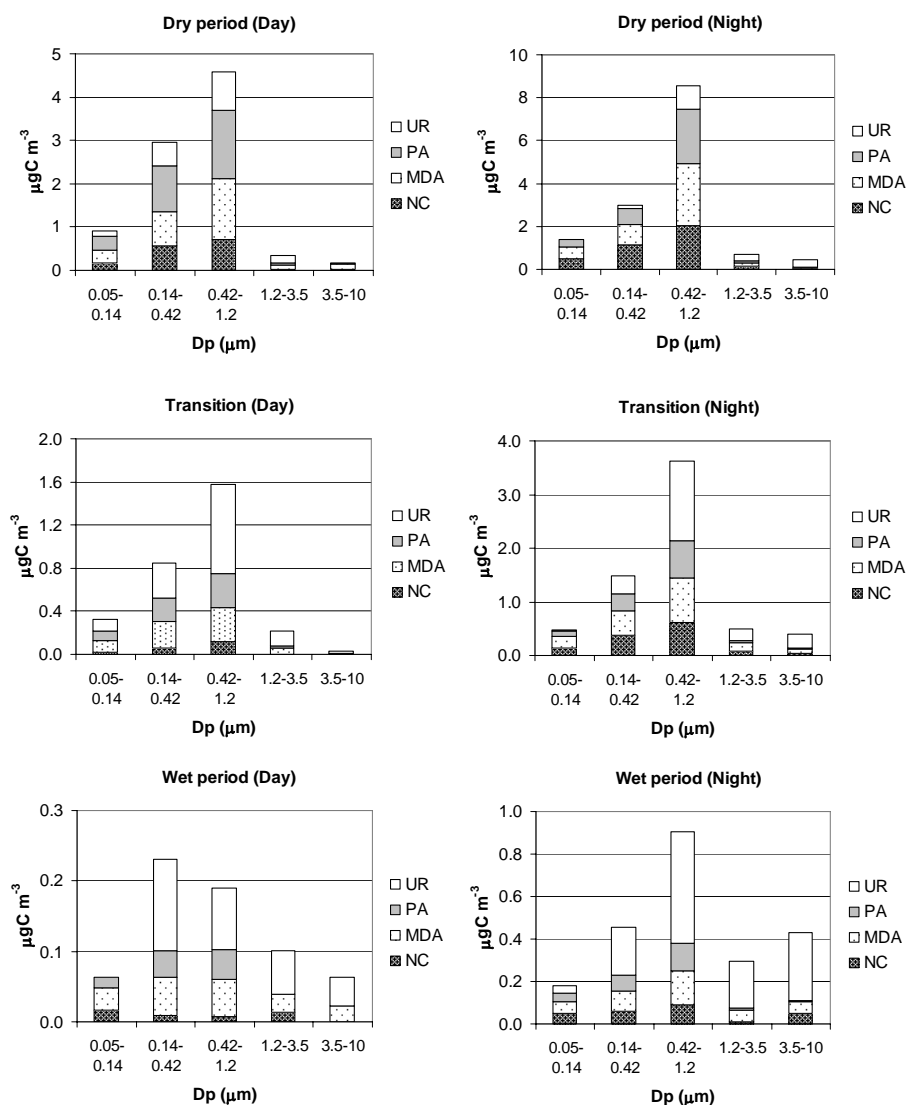 Dry period (Day)
5
4
3
2
1
0
µgC m⁻³
0.05-
0.14
0.14-
0.42
0.42-
1.2
1.2-3.5
3.5-10
Dp (µm)
UR
PA
MDA
NC
Dry period (Night)
10
8
6
4
2
0
µgC m⁻³
0.05-
0.14
0.14-
0.42
0.42-
1.2
1.2-3.5
3.5-10
Dp (µm)
UR
PA
MDA
NC
Transition (Day)
2.0
1.6
1.2
0.8
0.4
0.0
µgC m⁻³
0.05-
0.14
0.14-
0.42
0.42-
1.2
1.2-3.5
3.5-10
Dp (µm)
UR
PA
MDA
NC
Transition (Night)
4.0
3.0
2.0
1.0
0.0
µgC m⁻³
0.05-
0.14
0.14-
0.42
0.42-
1.2
1.2-3.5
3.5-10
Dp (µm)
UR
PA
MDA
NC
Wet period (Day)
0.3
0.2
0.1
0.0
µgC m⁻³
0.05-
0.14
0.14-
0.42
0.42-
1.2
1.2-3.5
3.5-10
Dp (µm)
UR
PA
MDA
NC
Wet period (Night)
1.0
0.8
0.6
0.4
0.2
0.0
µgC m⁻³
0.05-
0.14
0.14-
0.42
0.42-
1.2
1.2-3.5
3.5-10
Dp (µm)
UR
PA
MDA
NC